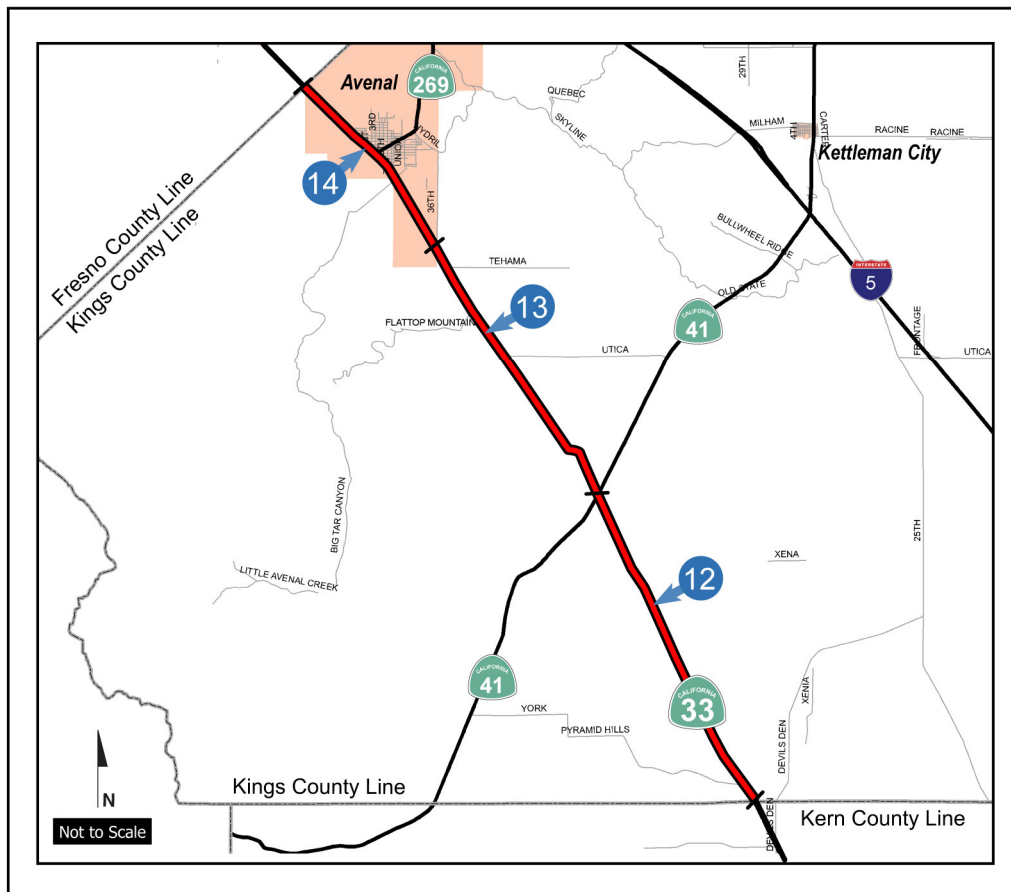 Avenal
CALIFORNIA
269
29TH
QUEBEC
3RD
SKYLINE
MILHAM
4TH
RACINE
RACINE
Kettleman City
UNION
14
36TH
Fresno County Line
Kings County Line
BULLWHEEL RIDGE
TEHAMA
OLD STATE
INTERSTATE
5
13
FLATTOP MOUNTAIN
CALIFORNIA
41
FRONTAGE
UTICA
UTICA
BIG TAR CANYON
25TH
XENA
LITTLE AVENAL CREEK
12
CALIFORNIA
41
CALIFORNIA
33
XENIA
YORK
PYRAMID HILLS
DEVILS DEN
N
Kings County Line
Not to Scale
Kern County Line
DEVILS DEN